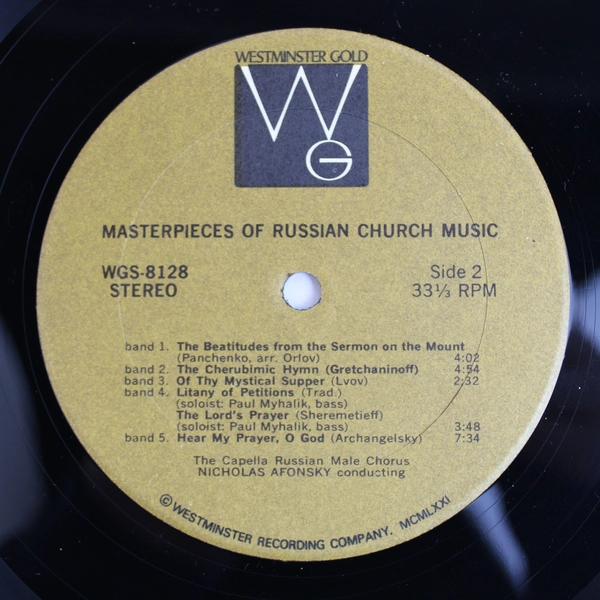 WESTMINSTER GOLD
WG
MASTERPIECES OF RUSSIAN CHURCH MUSIC
WGS-8128 Side 2
STEREO 33⅓ RPM
band 1. The Beatitudes from the Sermon on the Mount
(Panchenko, arr. Orlov) 4:02
band 2. The Cherubimic Hymn (Gretchaninoff) 4:54
band 3. Of Thy Mystical Supper (Lvov) 2:32
band 4. Litany of Petitions (Trad.)
(soloist: Paul Myhalik, bass)
The Lord's Prayer (Sheremetieff)
(soloist: Paul Myhalik, bass) 3:48
band 5. Hear My Prayer, O God (Archangelsky) 7:34
The Capella Russian Male Chorus
NICHOLAS AFONSKY conducting
©WESTMINSTER RECORDING COMPANY. MCMLXXI